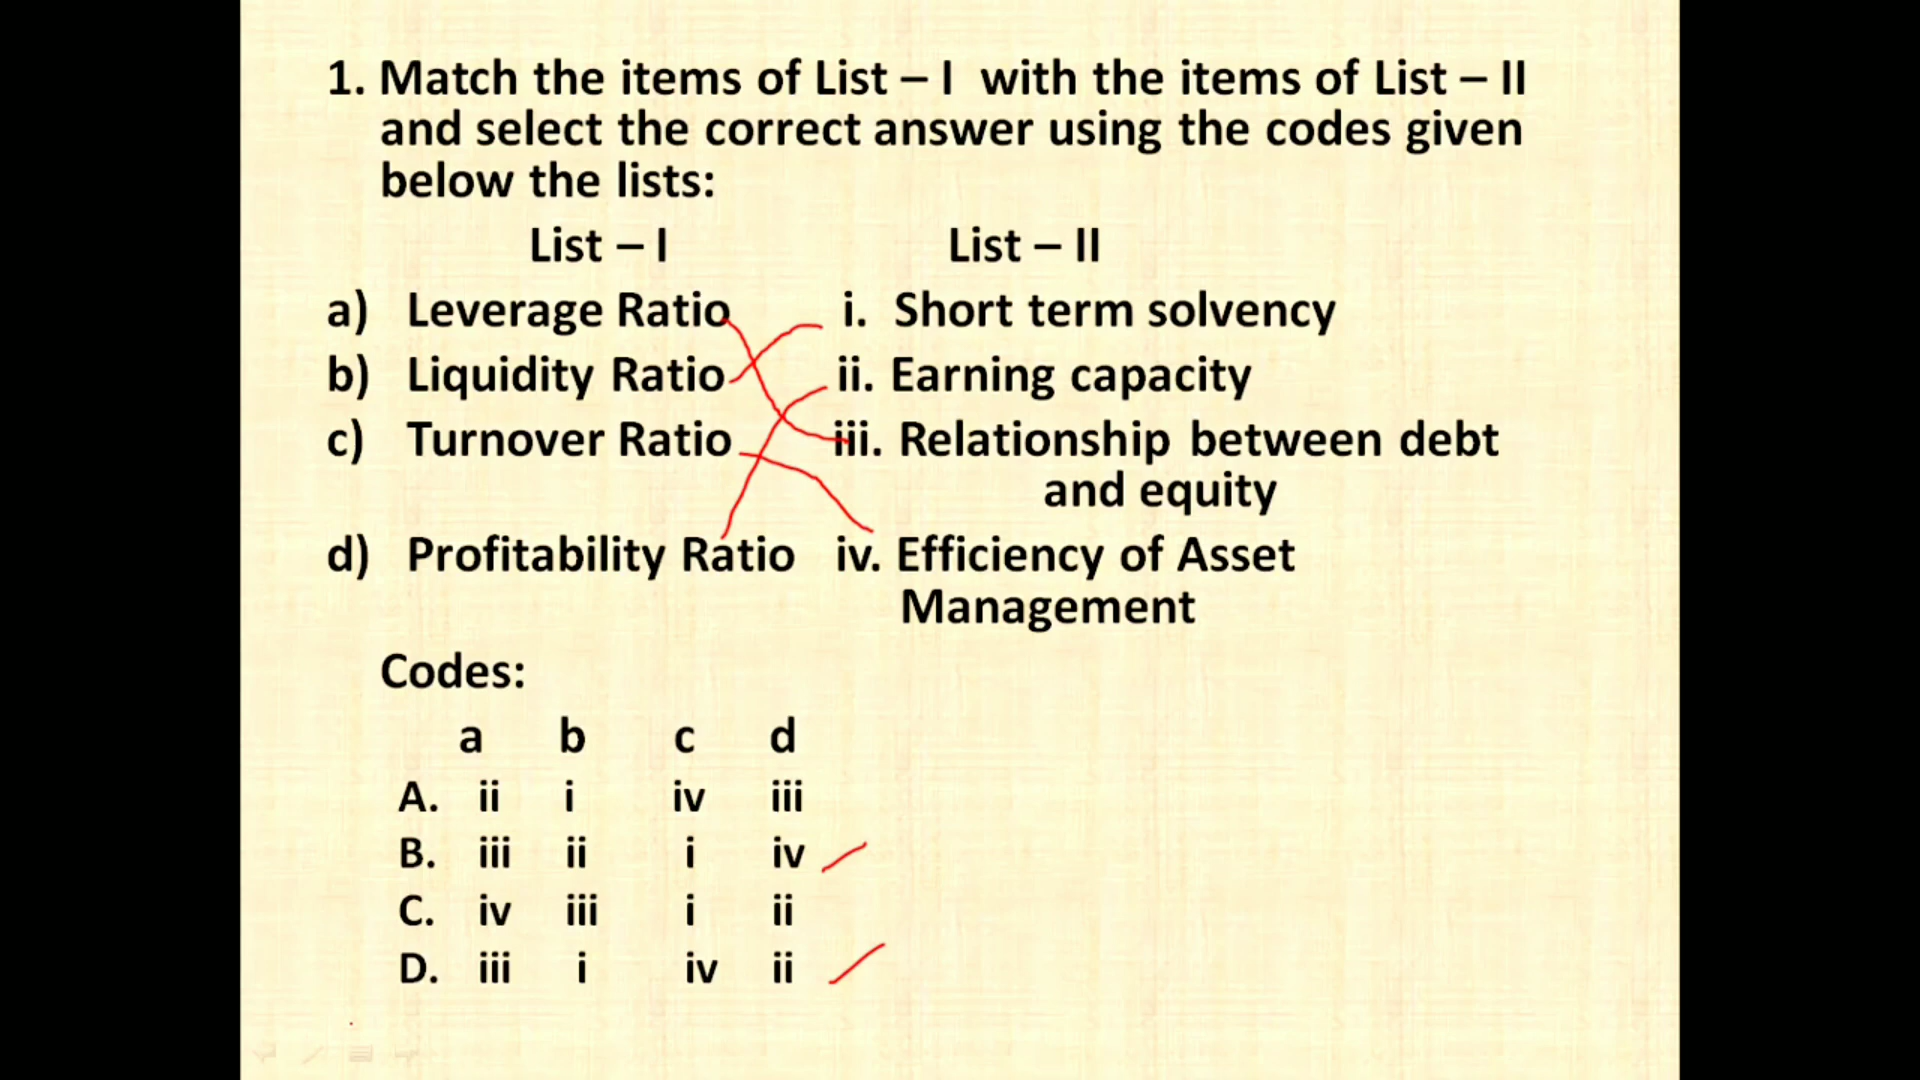 1. Match the items of List – I with the items of List – II
and select the correct answer using the codes given
below the lists:
List – I List – II
a) Leverage Ratio i. Short term solvency
b) Liquidity Ratio ii. Earning capacity
c) Turnover Ratio iii. Relationship between debt
and equity
d) Profitability Ratio iv. Efficiency of Asset
Management
Codes:
a b c d
A. ii i iv iii
B. iii ii i iv
C. iv iii i ii
D. iii i iv ii